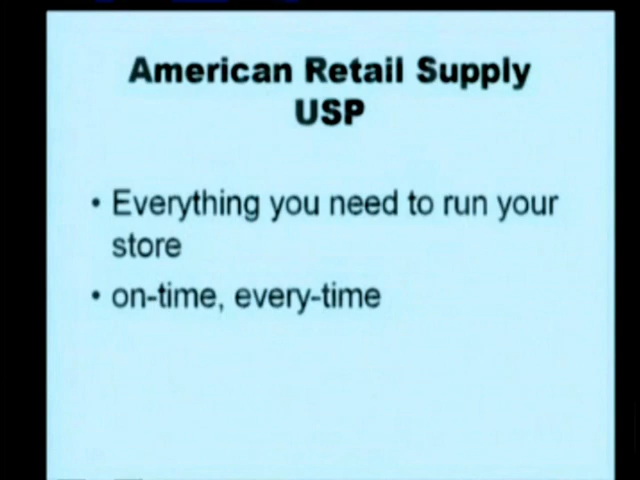 American Retail Supply
USP
• Everything you need to run your
store
• on-time, every-time